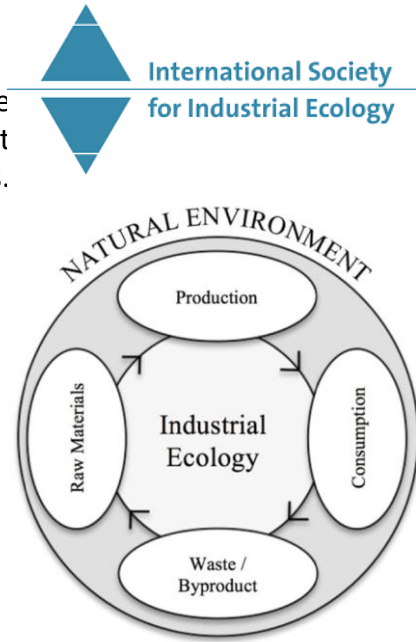 International Society
for Industrial Ecology
e
t
s.
NATURAL ENVIRONMENT
Production
Raw Materials
Industrial
Ecology
Consumption
Waste /
Byproduct